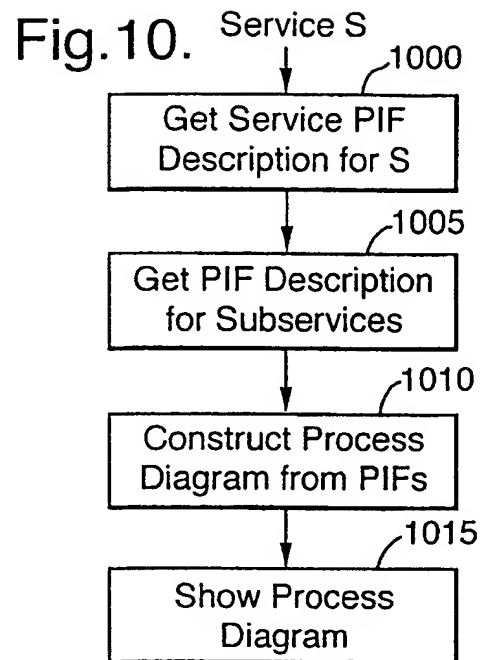 Fig.10.
Service S
1000
Get Service PIF
Description for S
1005
Get PIF Description
for Subservices
1010
Construct Process
Diagram from PIFs
1015
Show Process
Diagram